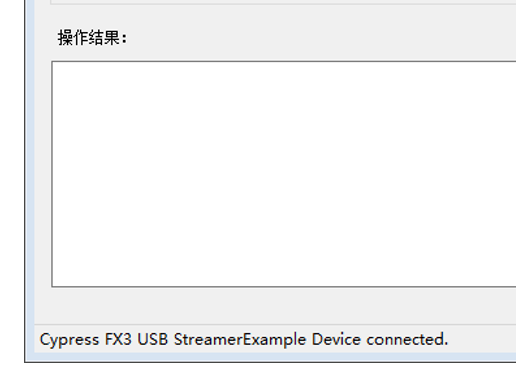 操作结果：
Cypress FX3 USB StreamerExample Device connected.